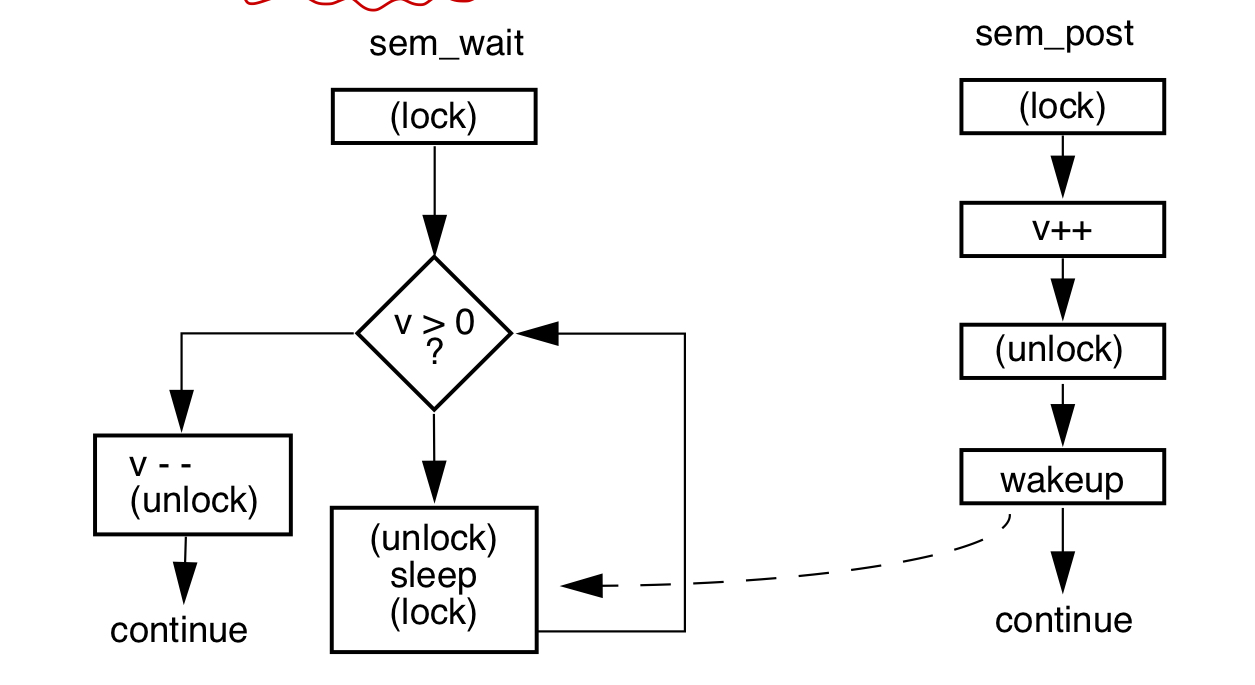 sem_wait
(lock)
v > 0
?
v - -
(unlock)
continue
(unlock)
sleep
(lock)
sem_post
(lock)
v++
(unlock)
wakeup
continue